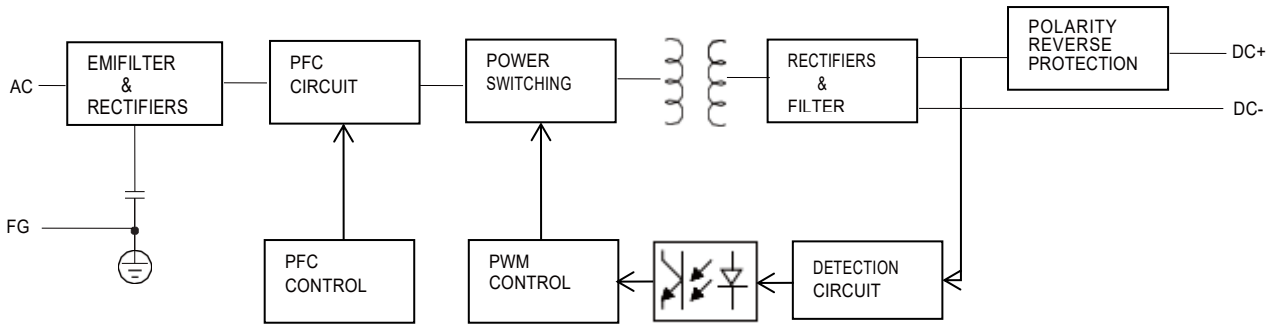 AC
EMIFILTER
&
RECTIFIERS
PFC
CIRCUIT
POWER
SWITCHING
RECTIFIERS
&
FILTER
POLARITY
REVERSE
PROTECTION
DC+
DC-
FG
PFC
CONTROL
PWM
CONTROL
DETECTION
CIRCUIT